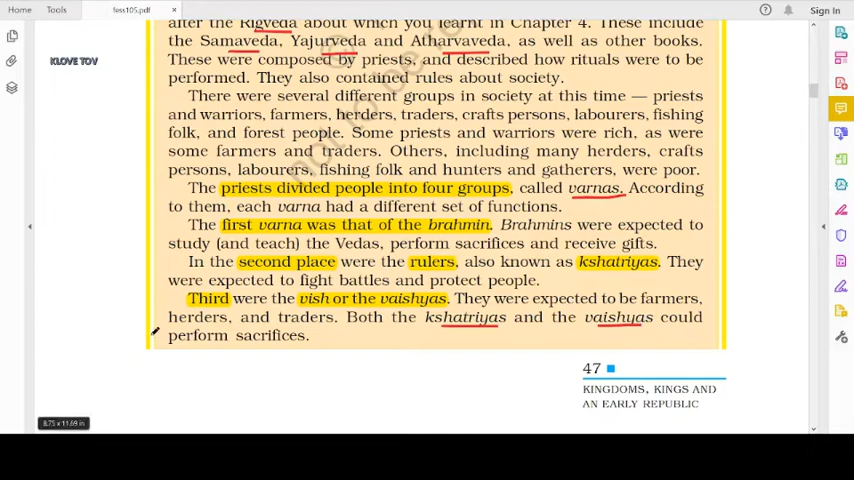 Home Tools fess105.pdf × Sign In
KLOVE TOV
after the Rigveda about which you learnt in Chapter 4. These include
the Samaveda, Yajurveda and Atharvaveda, as well as other books.
These were composed by priests, and described how rituals were to be
performed. They also contained rules about society.
There were several different groups in society at this time — priests
and warriors, farmers, herders, traders, crafts persons, labourers, fishing
folk, and forest people. Some priests and warriors were rich, as were
some farmers and traders. Others, including many herders, crafts
persons, labourers, fishing folk and hunters and gatherers, were poor.
The priests divided people into four groups, called varnas. According
to them, each varna had a different set of functions.
The first varna was that of the brahmin. Brahmins were expected to
study (and teach) the Vedas, perform sacrifices and receive gifts.
In the second place were the rulers, also known as kshatriyas. They
were expected to fight battles and protect people.
Third were the vish or the vaishyas. They were expected to be farmers,
herders, and traders. Both the kshatriyas and the vaishyas could
perform sacrifices.
47
KINGDOMS, KINGS AND
AN EARLY REPUBLIC
8.75 x 11.69 in